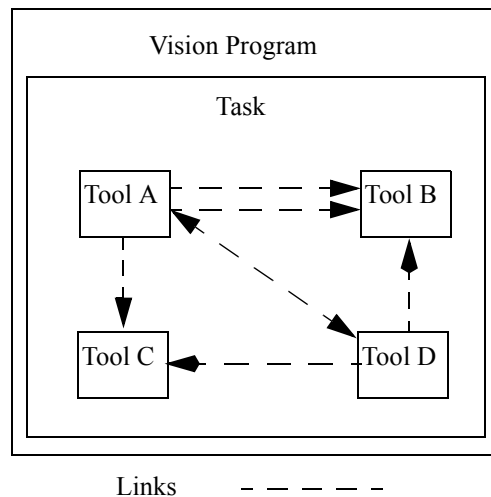 Vision Program
Task
Tool A
Tool B
Tool C
Tool D
Links